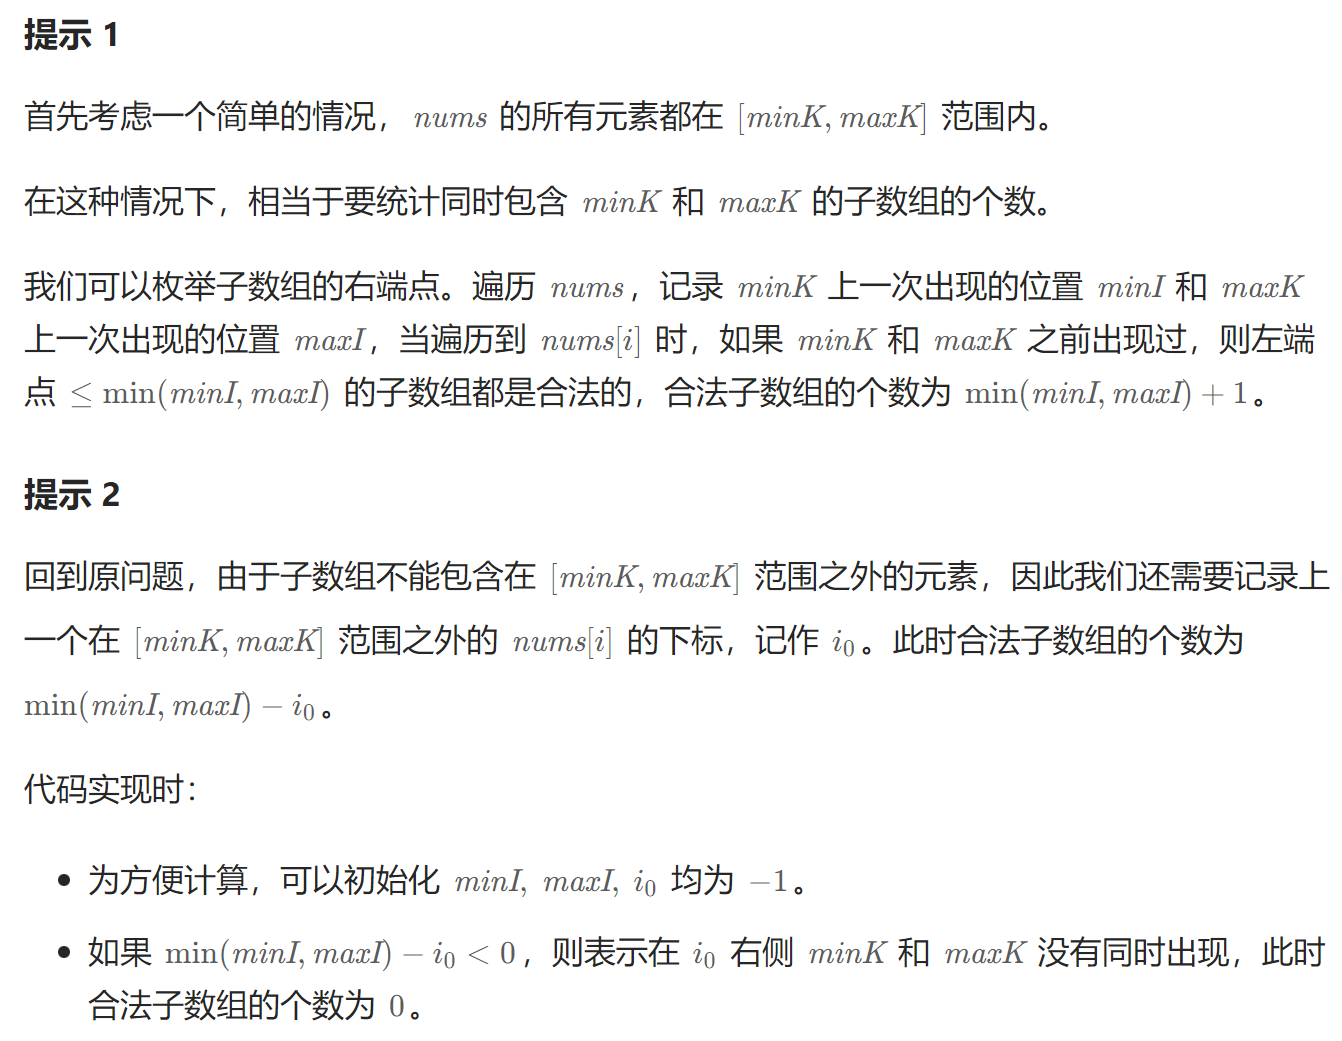 提示 1
首先考虑一个简单的情况，nums 的所有元素都在 [minK, maxK] 范围内。
在这种情况下，相当于要统计同时包含 minK 和 maxK 的子数组的个数。
我们可以枚举子数组的右端点。遍历 nums，记录 minK 上一次出现的位置 minI 和 maxK
上一次出现的位置 maxI，当遍历到 nums[i] 时，如果 minK 和 maxK 之前出现过，则左端
点 ≤ min(minI, maxI) 的子数组都是合法的，合法子数组的个数为 min(minI, maxI) + 1。
提示 2
回到原问题，由于子数组不能包含在 [minK, maxK] 范围之外的元素，因此我们还需要记录上
一个在 [minK, maxK] 范围之外的 nums[i] 的下标，记作 i₀。此时合法子数组的个数为
min(minI, maxI) − i₀。
代码实现时：
• 为方便计算，可以初始化 minI, maxI, i₀ 均为 −1。
• 如果 min(minI, maxI) − i₀ < 0，则表示在 i₀ 右侧 minK 和 maxK 没有同时出现，此时
合法子数组的个数为 0。